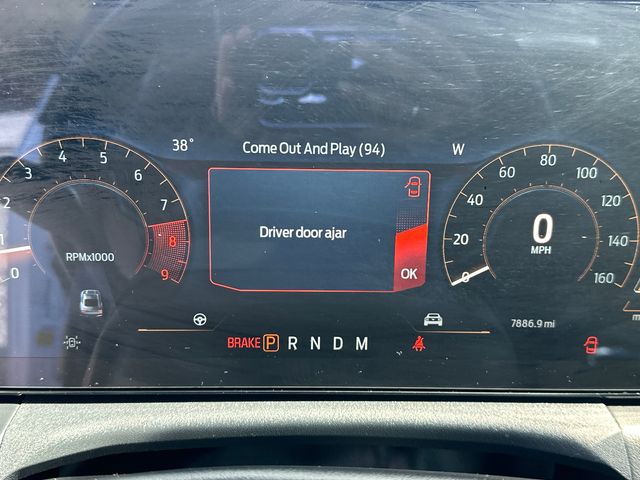 38° Come Out And Play (94) W
Driver door ajar
OK
0 1 2 3 4 5 6 7 8 9
RPMx1000
0 20 40 60 80 100 120 140 160
0
MPH
7886.9 mi
BRAKE P R N D M